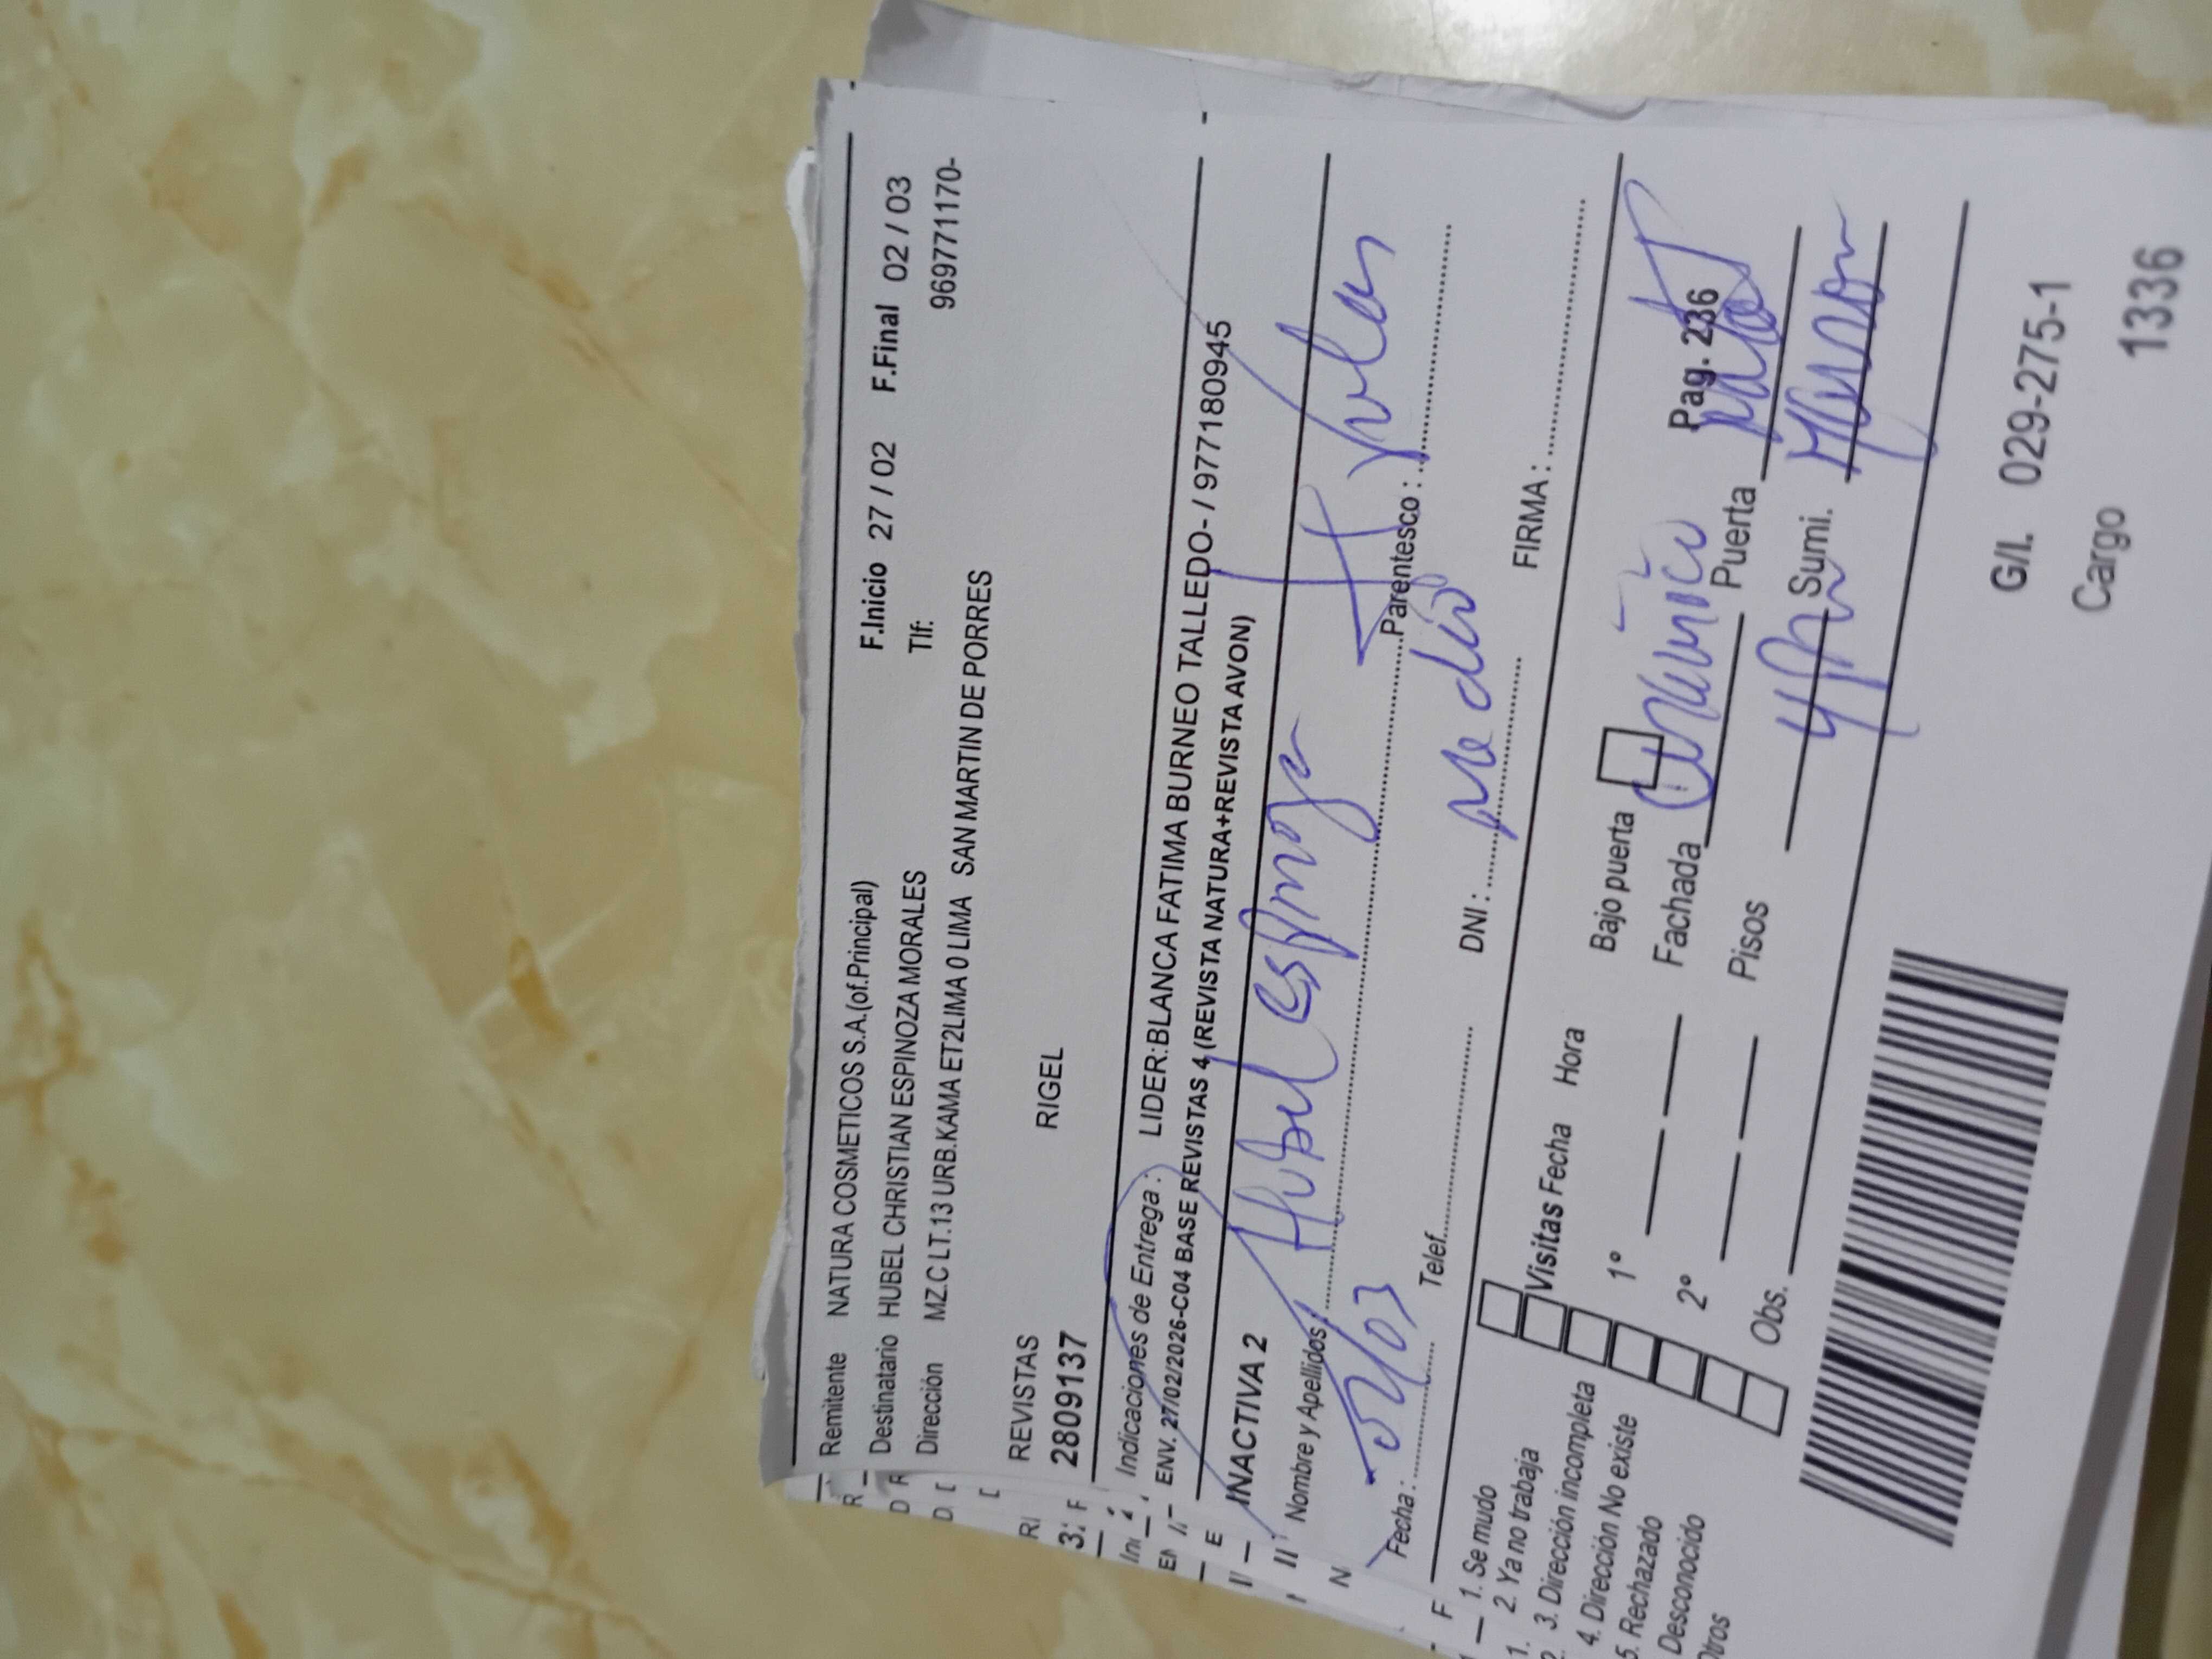 Remitente NATURA COSMETICOS S.A.(of.Principal)
Destinatario HUBEL CHRISTIAN ESPINOZA MORALES F.Inicio 27 / 02 F.Final 02 / 03
Dirección MZ.C LT.13 URB.KAMA ET2LIMA 0 LIMA SAN MARTIN DE PORRES Tlf: 969771170-
REVISTAS RIGEL
2809137
Indicaciones de Entrega : LIDER:BLANCA FATIMA BURNEO TALLEDO- / 977180945
ENV. 27/02/2026-C04 BASE REVISTAS 4 (REVISTA NATURA+REVISTA AVON)
INACTIVA 2
Nombre y Apellidos: Hubel Espinoza Parentesco :
Fecha : /03 Telef. DNI : no dio FIRMA :
1. Se mudo
2. Ya no trabaja
3. Dirección incompleta
4. Dirección No existe
5. Rechazado
Desconocido
Otros
Visitas Fecha Hora Bajo puerta Pag. 236
1º Fachada Puerta
2º Pisos Sumi.
Obs.
G/I. 029-275-1
Cargo 1336